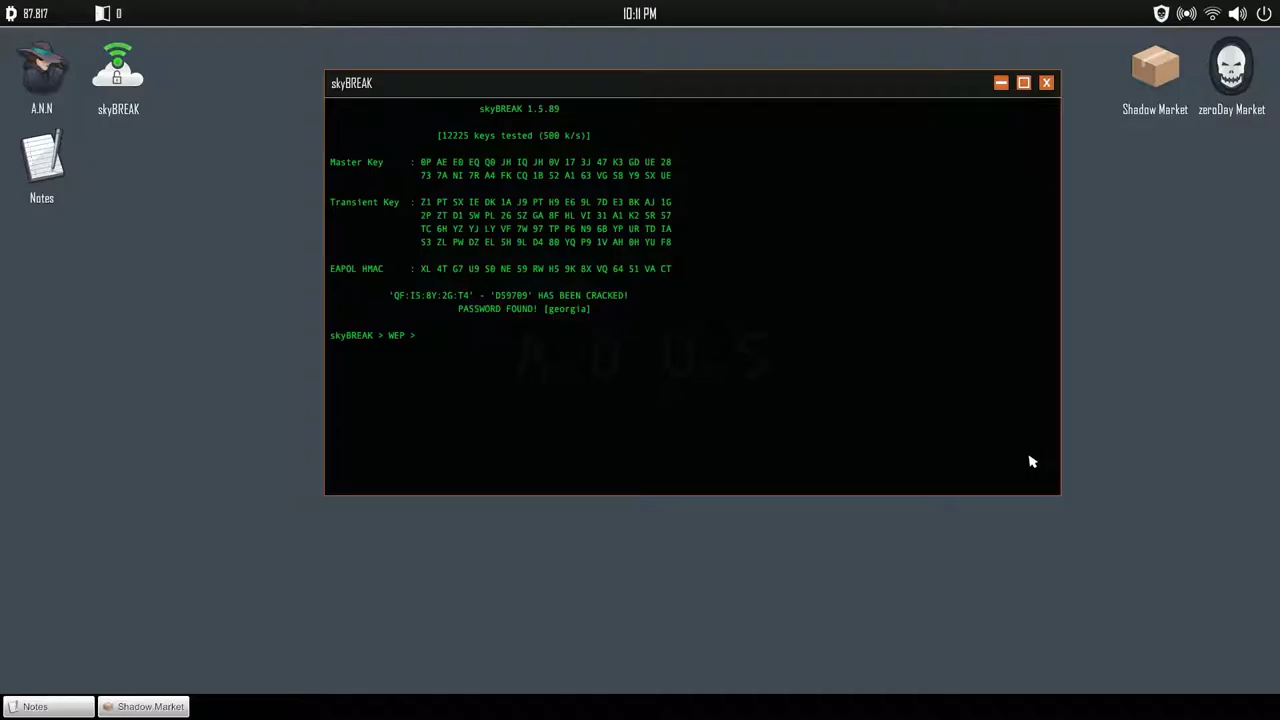 87.817
0
10:11 PM
A.N.N
skyBREAK
Notes
Shadow Market
zeroDay Market
skyBREAK
skyBREAK 1.5.89
[12225 keys tested (500 k/s)]
Master Key : 0P AE E0 EQ Q0 JH IQ JH 0V 17 3J 47 K3 GD UE 28
73 7A NI 7R A4 FK CQ 1B 52 A1 63 VG S8 Y9 SX UE
Transient Key : Z1 PT SX IE DK 1A J9 PT H9 E6 9L 7D E3 BK AJ 1G
2P ZT D1 SW PL 26 SZ GA 8F HL VI 31 A1 K2 SR 57
TC 6H YZ YJ LY VF 7W 97 TP P6 N9 6B YP UR TD IA
S3 ZL PW DZ EL 5H 9L D4 80 YQ P9 1V AH 0H YU F8
EAPOL HMAC : XL 4T G7 U9 S0 NE 59 RW H5 9K 8X VQ 64 51 VA CT
'QF:I5:8Y:2G:T4' - 'D59709' HAS BEEN CRACKED!
PASSWORD FOUND! [georgia]
skyBREAK > WEP >
A D O S
Notes
Shadow Market